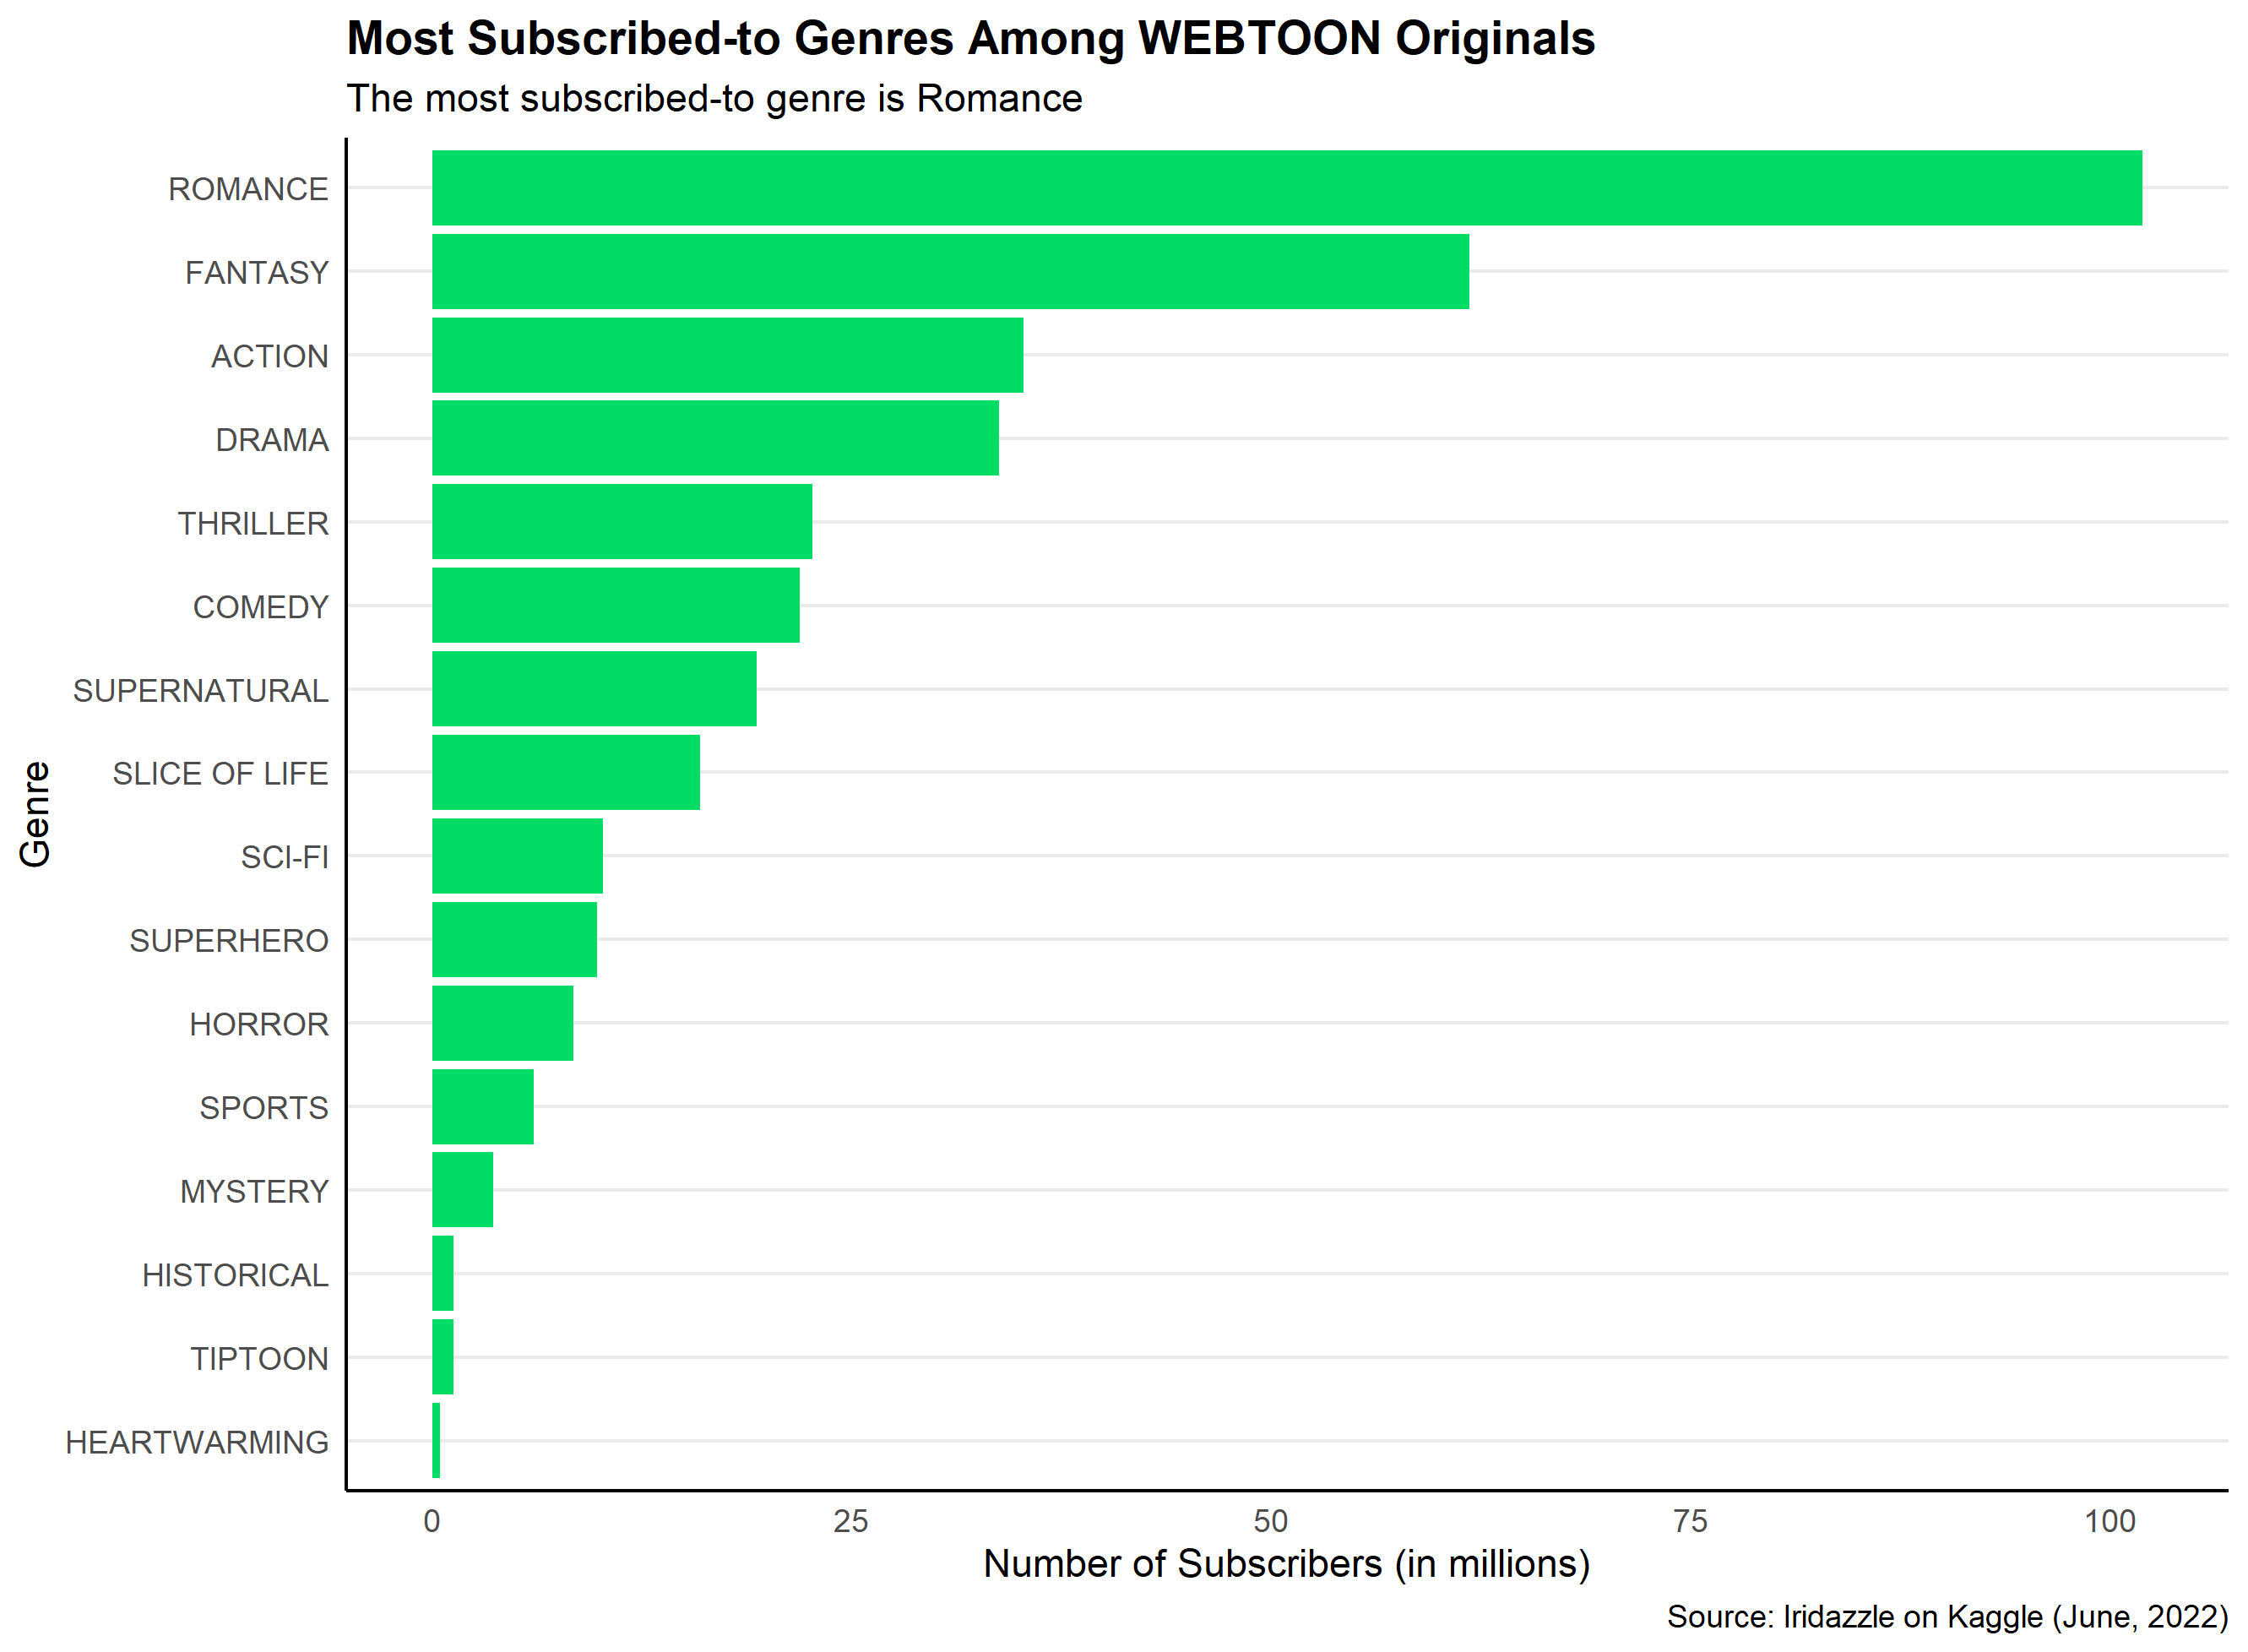 Most Subscribed-to Genres Among WEBTOON Originals
The most subscribed-to genre is Romance
ROMANCE
FANTASY
ACTION
DRAMA
THRILLER
COMEDY
SUPERNATURAL
SLICE OF LIFE
SCI-FI
SUPERHERO
HORROR
SPORTS
MYSTERY
HISTORICAL
TIPTOON
HEARTWARMING
Genre
0 25 50 75 100
Number of Subscribers (in millions)
Source: Iridazzle on Kaggle (June, 2022)